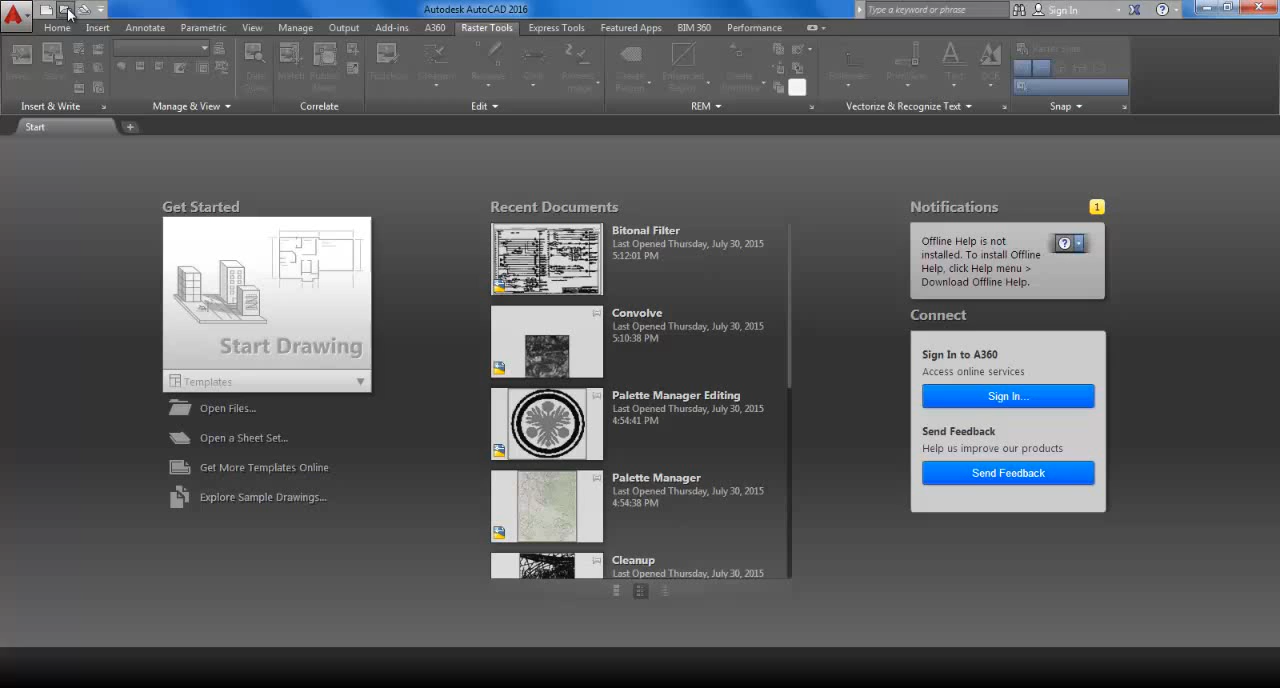 Autodesk AutoCAD 2016
Type a keyword or phrase
Sign In
Home Insert Annotate Parametric View Manage Output Add-ins A360 Raster Tools Express Tools Featured Apps BIM 360 Performance
Insert & Write Manage & View Correlate Edit REM Vectorize & Recognize Text Snap
Start
Get Started
Start Drawing
Templates
Open Files...
Open a Sheet Set...
Get More Templates Online
Explore Sample Drawings...
Recent Documents
Bitonal Filter
Last Opened Thursday, July 30, 2015
5:12:01 PM
Convolve
Last Opened Thursday, July 30, 2015
5:10:38 PM
Palette Manager Editing
Last Opened Thursday, July 30, 2015
4:54:41 PM
Palette Manager
Last Opened Thursday, July 30, 2015
4:54:38 PM
Cleanup
Last Opened Thursday, July 30, 2015
Notifications
1
Offline Help is not
installed. To install Offline
Help, click Help menu >
Download Offline Help.
Connect
Sign In to A360
Access online services
Sign In...
Send Feedback
Help us improve our products
Send Feedback